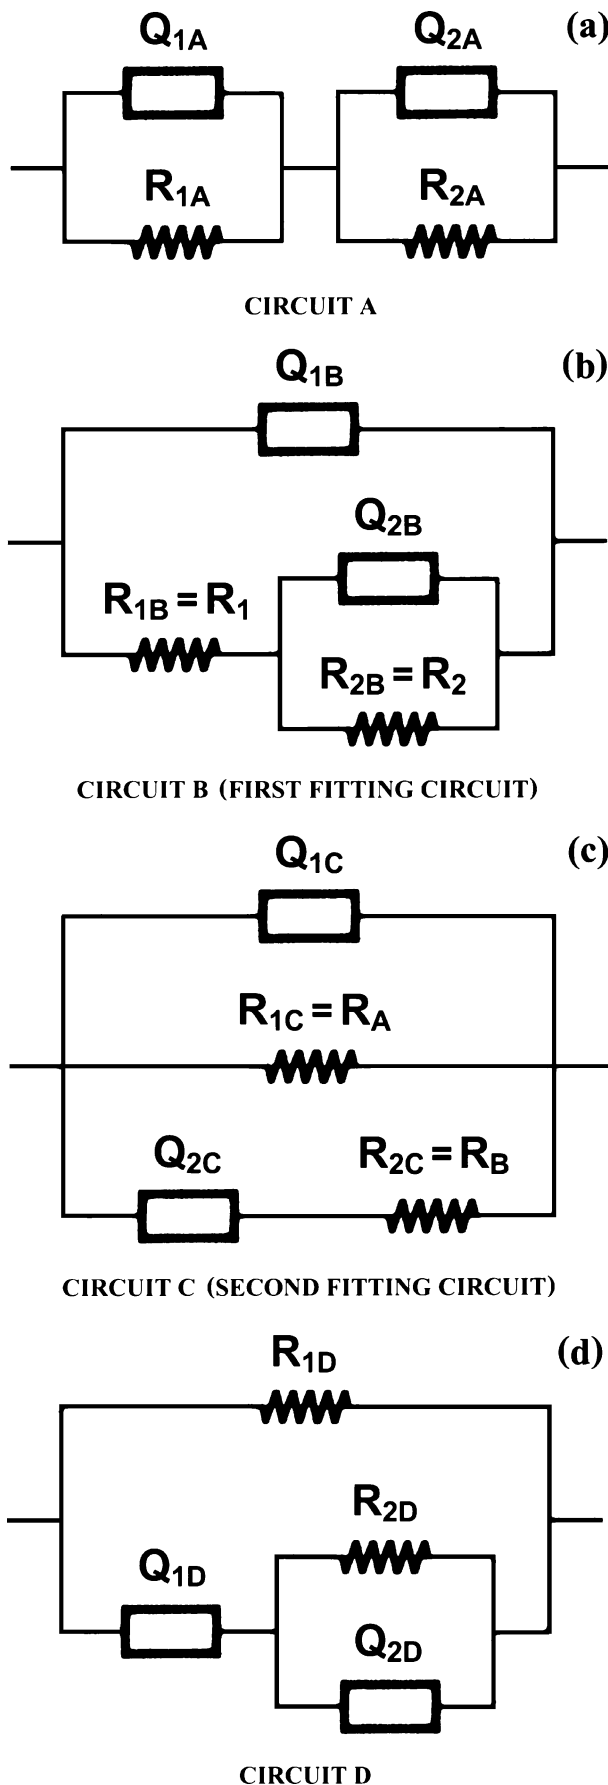 Q1A Q2A (a)
R1A R2A
CIRCUIT A
Q1B (b)
Q2B
R1B = R1
R2B = R2
CIRCUIT B (FIRST FITTING CIRCUIT)
Q1C (c)
R1C = RA
Q2C R2C = RB
CIRCUIT C (SECOND FITTING CIRCUIT)
R1D (d)
R2D
Q1D
Q2D
CIRCUIT D